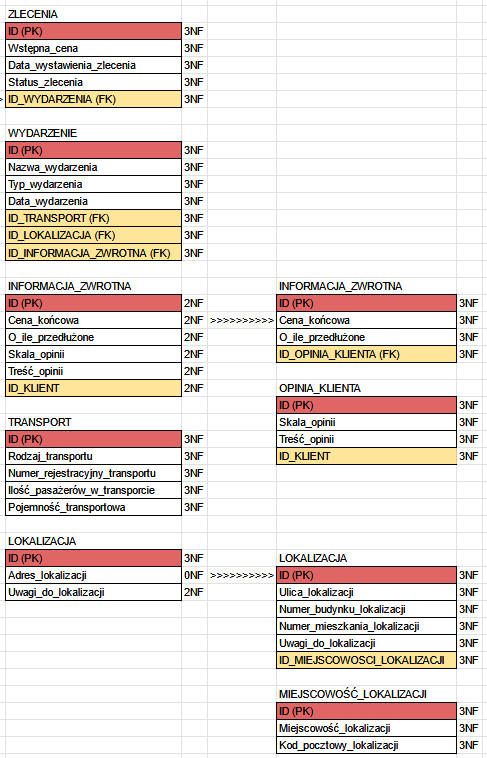 ZLECENIA
ID (PK) 3NF
Wstępna_cena 3NF
Data_wystawienia_zlecenia 3NF
Status_zlecenia 3NF
> ID_WYDARZENIA (FK) 3NF
WYDARZENIE
ID (PK) 3NF
Nazwa_wydarzenia 3NF
Typ_wydarzenia 3NF
Data_wydarzenia 3NF
ID_TRANSPORT (FK) 3NF
ID_LOKALIZACJA (FK) 3NF
ID_INFORMACJA_ZWROTNA (FK) 3NF
INFORMACJA_ZWROTNA
ID (PK) 2NF
Cena_końcowa 2NF >>>>>>>>>>
O_ile_przedłużone 2NF
Skala_opinii 2NF
Treść_opinii 2NF
ID_KLIENT 2NF
INFORMACJA_ZWROTNA
ID (PK) 3NF
Cena_końcowa 3NF
O_ile_przedłużone 3NF
ID_OPINIA_KLIENTA (FK) 3NF
OPINIA_KLIENTA
ID (PK) 3NF
Skala_opinii 3NF
Treść_opinii 3NF
ID_KLIENT 3NF
TRANSPORT
ID (PK) 3NF
Rodzaj_transportu 3NF
Numer_rejestracyjny_transportu 3NF
Ilość_pasażerów_w_transporcie 3NF
Pojemność_transportowa 3NF
LOKALIZACJA
ID (PK) 3NF
Adres_lokalizacji 0NF >>>>>>>>>>
Uwagi_do_lokalizacji 2NF
LOKALIZACJA
ID (PK) 3NF
Ulica_lokalizacji 3NF
Numer_budynku_lokalizacji 3NF
Numer_mieszkania_lokalizacji 3NF
Uwagi_do_lokalizacji 3NF
ID_MIEJSCOWOSCI_LOKALIZACJI 3NF
MIEJSCOWOŚĆ_LOKALIZACJI
ID (PK) 3NF
Miejscowość_lokalizacji 3NF
Kod_pocztowy_lokalizacji 3NF